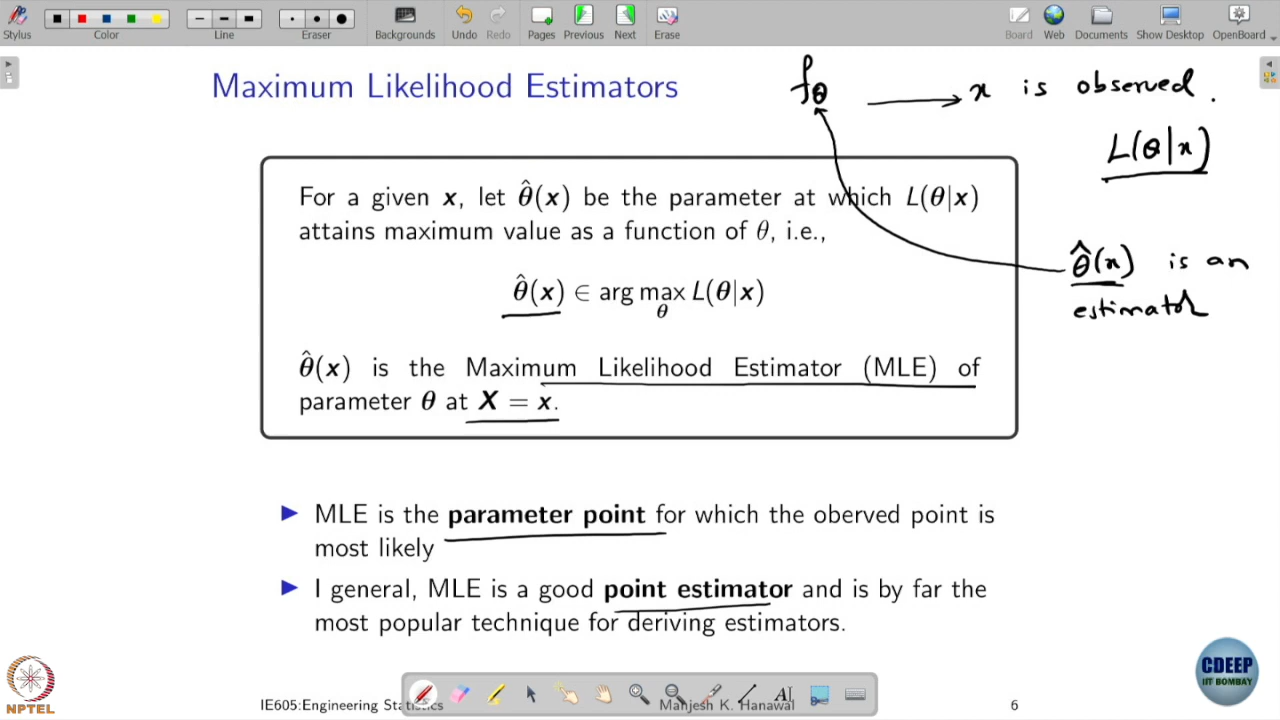 Stylus
Color
Line
Eraser
Backgrounds
Undo
Redo
Pages
Previous
Next
Erase
Board
Web
Documents
Show Desktop
OpenBoard
Maximum Likelihood Estimators
f_θ ⟶ x is observed.
L(θ|x)
For a given x, let θ̂(x) be the parameter at which L(θ|x)
attains maximum value as a function of θ, i.e.,
θ̂(x) is an
estimator
θ̂(x) ∈ arg max_θ L(θ|x)
θ̂(x) is the Maximum Likelihood Estimator (MLE) of
parameter θ at X = x.
▶ MLE is the parameter point for which the oberved point is
most likely
▶ I general, MLE is a good point estimator and is by far the
most popular technique for deriving estimators.
CDEEP
IIT BOMBAY
NPTEL
IE605:Engineering Statistics
Manjesh K. Hanawal
6